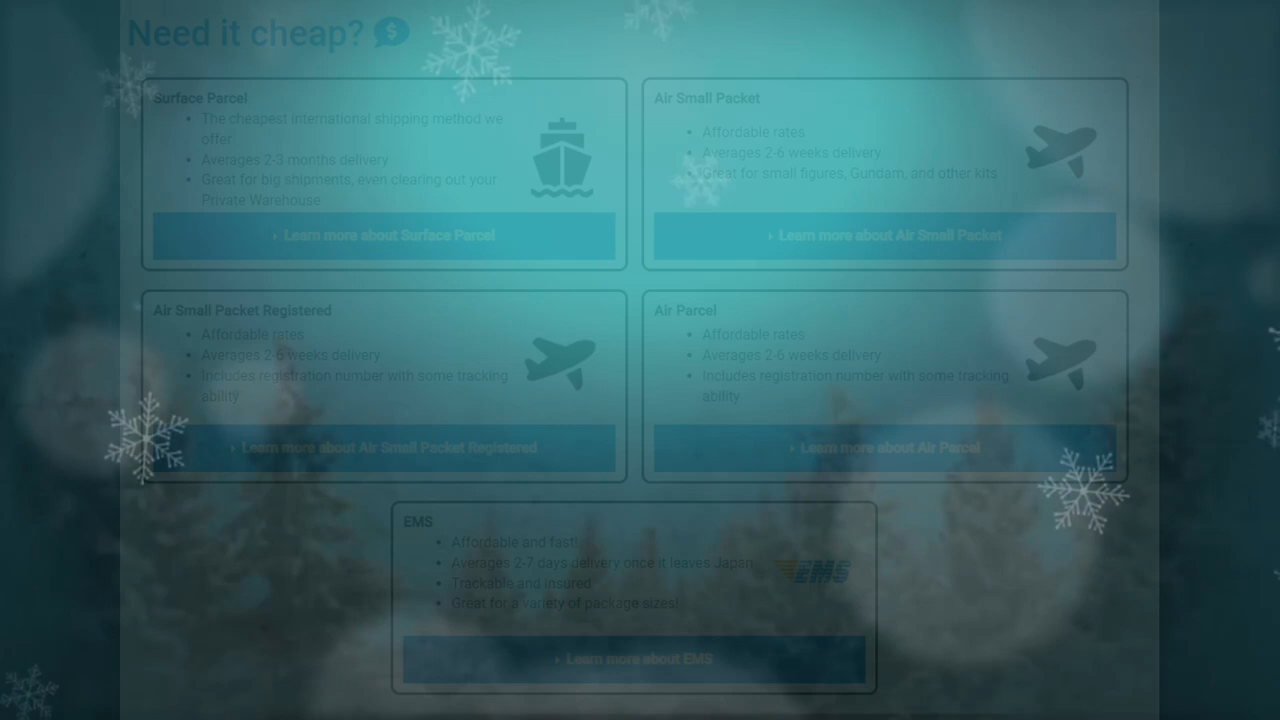 Need it cheap? $
Surface Parcel
• The cheapest international shipping method we
offer
• Averages 2-3 months delivery
• Great for big shipments, even clearing out your
Private Warehouse
Learn more about Surface Parcel
Air Small Packet
• Affordable rates
• Averages 2-6 weeks delivery
• Great for small figures, Gundam, and other kits
Learn more about Air Small Packet
Air Small Packet Registered
• Affordable rates
• Averages 2-6 weeks delivery
• Includes registration number with some tracking
ability
Learn more about Air Small Packet Registered
Air Parcel
• Affordable rates
• Averages 2-6 weeks delivery
• Includes registration number with some tracking
ability
Learn more about Air Parcel
EMS
• Affordable and fast!
• Averages 2-7 days delivery once it leaves Japan
• Trackable and insured
• Great for a variety of package sizes!
EMS
Learn more about EMS